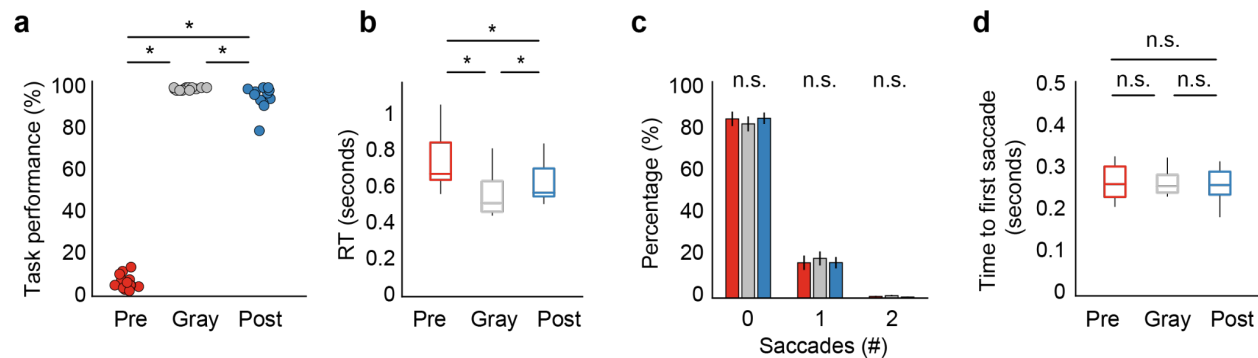 a
*
*
*
Task performance (%)
100
80
60
40
20
0
Pre Gray Post
b
*
*
*
RT (seconds)
1
0.8
0.6
0.4
0.2
0
Pre Gray Post
c
n.s. n.s. n.s.
Percentage (%)
100
80
60
40
20
0
0 1 2
Saccades (#)
d
n.s.
n.s. n.s.
Time to first saccade
(seconds)
0.5
0.4
0.3
0.2
0.1
0
Pre Gray Post